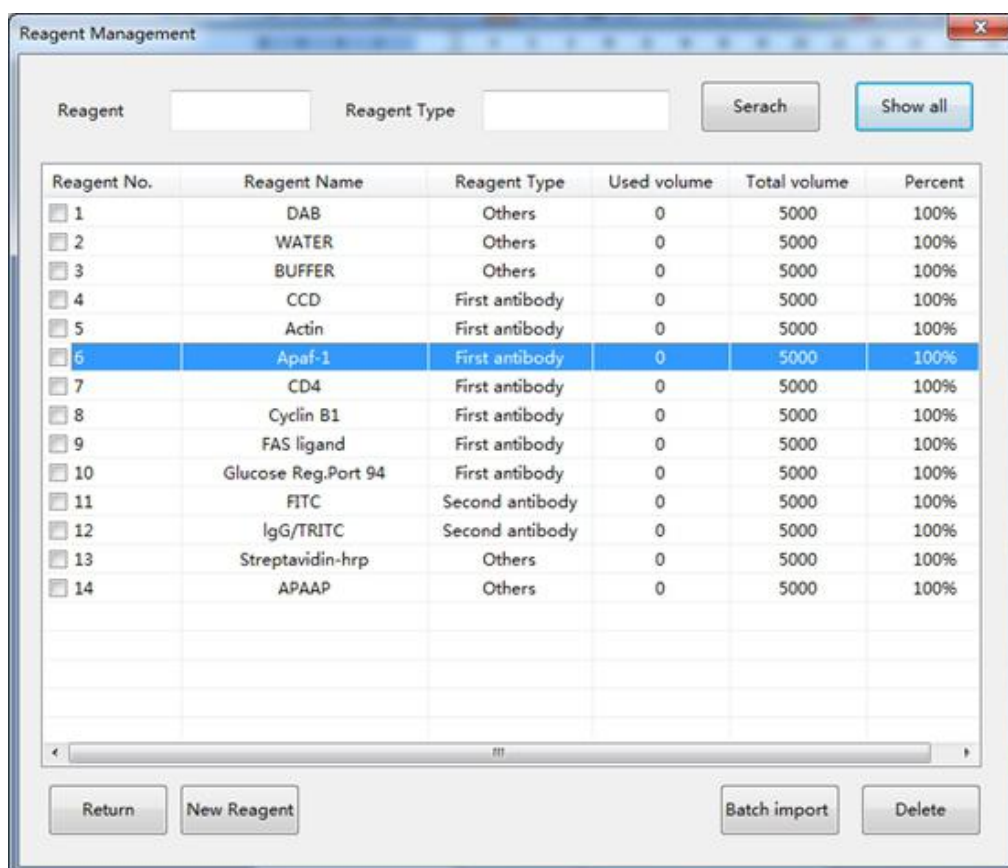 Reagent Management
Reagent Reagent Type Serach Show all
Reagent No. Reagent Name Reagent Type Used volume Total volume Percent
1 DAB Others 0 5000 100%
2 WATER Others 0 5000 100%
3 BUFFER Others 0 5000 100%
4 CCD First antibody 0 5000 100%
5 Actin First antibody 0 5000 100%
6 Apaf-1 First antibody 0 5000 100%
7 CD4 First antibody 0 5000 100%
8 Cyclin B1 First antibody 0 5000 100%
9 FAS ligand First antibody 0 5000 100%
10 Glucose Reg.Port 94 First antibody 0 5000 100%
11 FITC Second antibody 0 5000 100%
12 lgG/TRITC Second antibody 0 5000 100%
13 Streptavidin-hrp Others 0 5000 100%
14 APAAP Others 0 5000 100%
Return New Reagent Batch import Delete